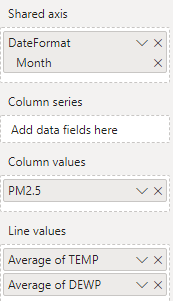 Shared axis
DateFormat
Month
Column series
Add data fields here
Column values
PM2.5
Line values
Average of TEMP
Average of DEWP